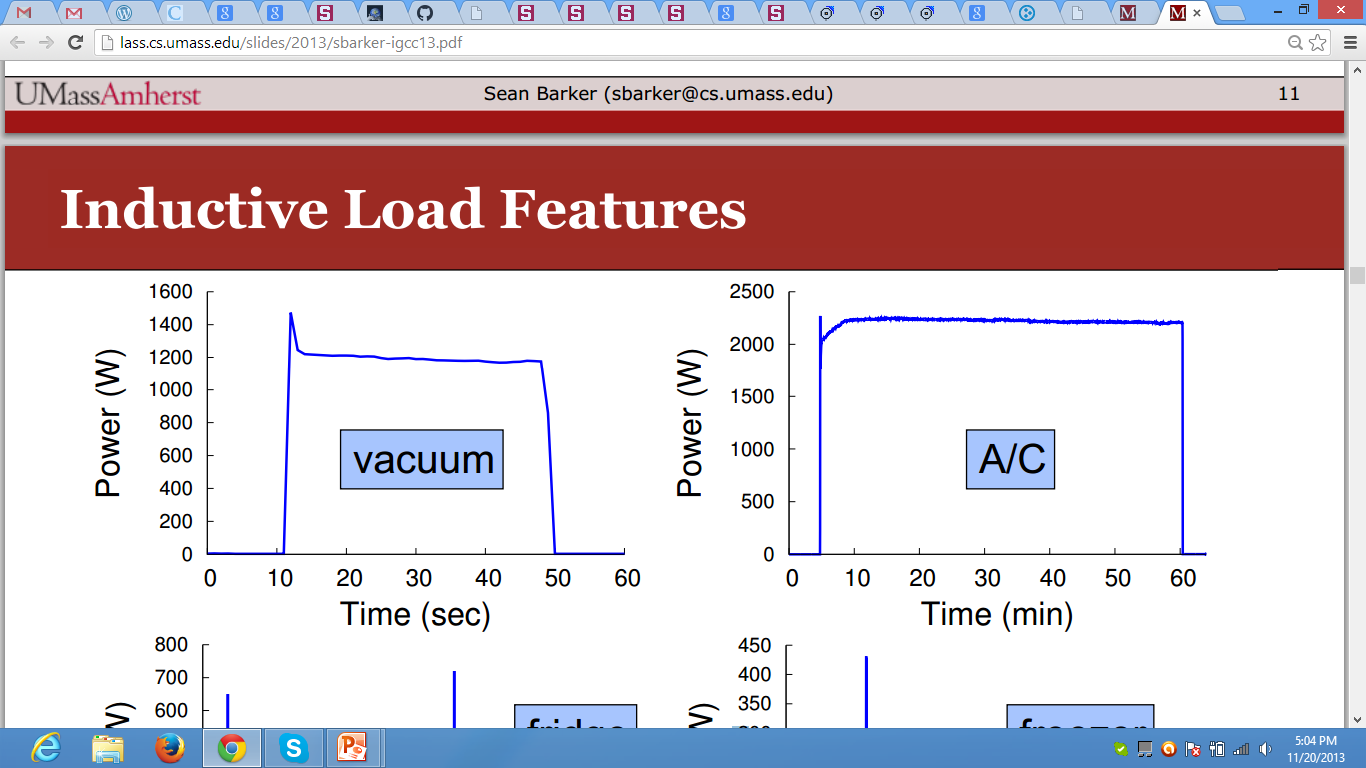 lass.cs.umass.edu/slides/2013/sbarker-igcc13.pdf
UMassAmherst
Sean Barker (sbarker@cs.umass.edu)
11
Inductive Load Features
1600
1400
1200
1000
800
600
400
200
0
Power (W)
vacuum
0 10 20 30 40 50 60
Time (sec)
2500
2000
1500
1000
500
0
Power (W)
A/C
0 10 20 30 40 50 60
Time (min)
800
700
600
W)
fridge
450
400
350
W)
freezer
5:04 PM
11/20/2013